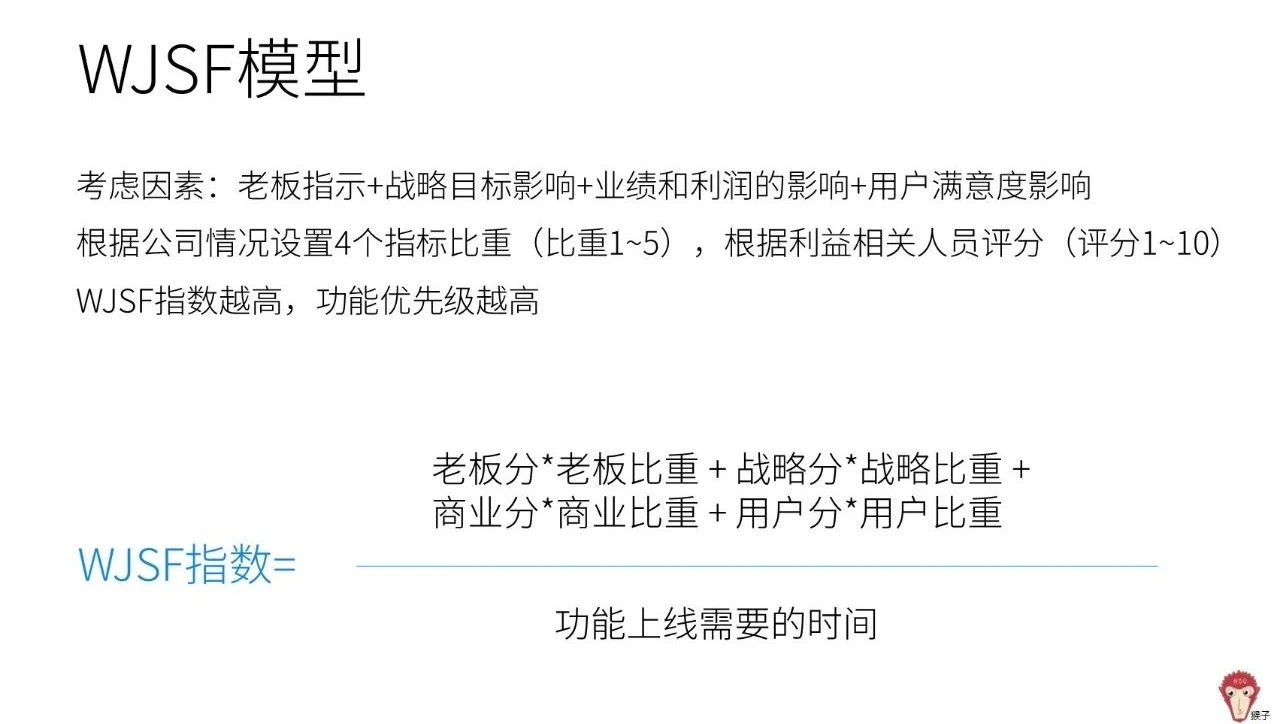 WJSF模型
考虑因素：老板指示+战略目标影响+业绩和利润的影响+用户满意度影响
根据公司情况设置4个指标比重（比重1~5），根据利益相关人员评分（评分1~10）
WJSF指数越高，功能优先级越高
老板分*老板比重 + 战略分*战略比重 +
商业分*商业比重 + 用户分*用户比重
WJSF指数=
功能上线需要的时间
猴子